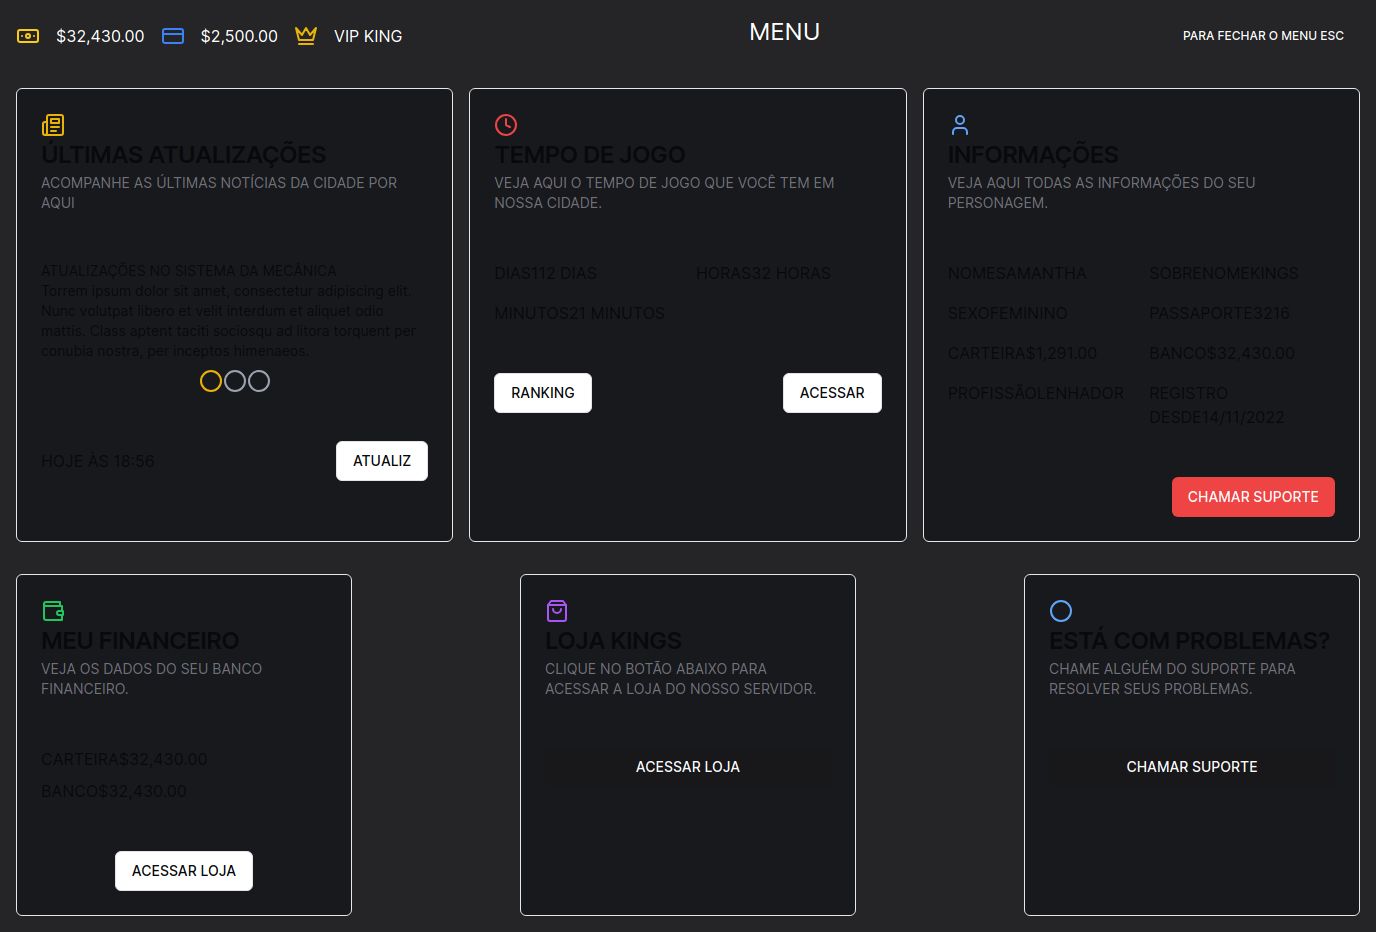 $32,430.00 $2,500.00 VIP KING
MENU
PARA FECHAR O MENU ESC
ÚLTIMAS ATUALIZAÇÕES
ACOMPANHE AS ÚLTIMAS NOTÍCIAS DA CIDADE POR
AQUI
ATUALIZAÇÕES NO SISTEMA DA MECÂNICA
Torrem ipsum dolor sit amet, consectetur adipiscing elit.
Nunc volutpat libero et velit interdum et aliquet odio
mattis. Class aptent taciti sociosqu ad litora torquent per
conubia nostra, per inceptos himenaeos.
HOJE ÀS 18:56
ATUALIZ
TEMPO DE JOGO
VEJA AQUI O TEMPO DE JOGO QUE VOCÊ TEM EM
NOSSA CIDADE.
DIAS112 DIAS
HORAS32 HORAS
MINUTOS21 MINUTOS
RANKING
ACESSAR
INFORMAÇÕES
VEJA AQUI TODAS AS INFORMAÇÕES DO SEU
PERSONAGEM.
NOMESAMANTHA
SOBRENOMEKINGS
SEXOFEMININO
PASSAPORTE3216
CARTEIRA$1,291.00
BANCO$32,430.00
PROFISSÃOLENHADOR
REGISTRO
DESDE14/11/2022
CHAMAR SUPORTE
MEU FINANCEIRO
VEJA OS DADOS DO SEU BANCO
FINANCEIRO.
CARTEIRA$32,430.00
BANCO$32,430.00
ACESSAR LOJA
LOJA KINGS
CLIQUE NO BOTÃO ABAIXO PARA
ACESSAR A LOJA DO NOSSO SERVIDOR.
ACESSAR LOJA
ESTÁ COM PROBLEMAS?
CHAME ALGUÉM DO SUPORTE PARA
RESOLVER SEUS PROBLEMAS.
CHAMAR SUPORTE